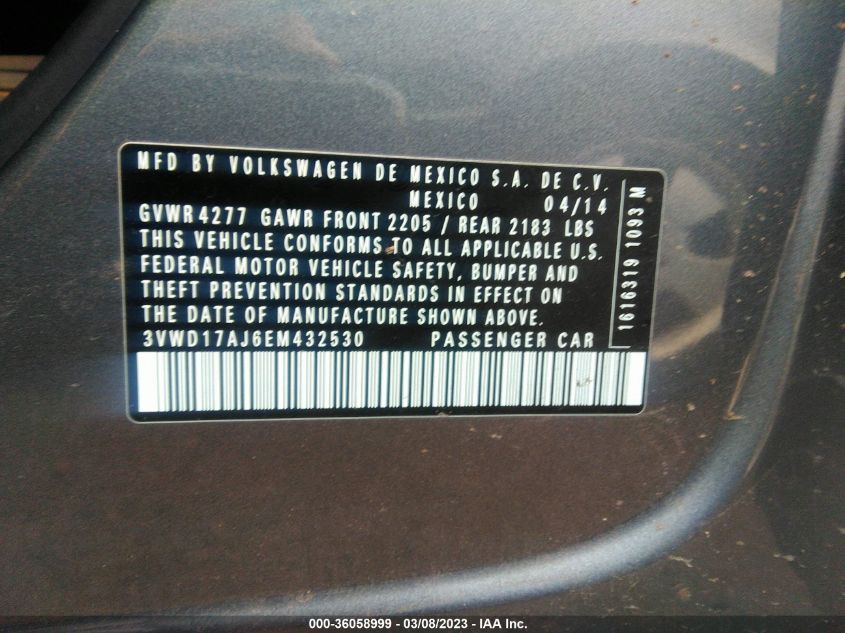 MFD BY VOLKSWAGEN DE MEXICO S.A. DE C.V.
MEXICO 04/14
GVWR 4277 GAWR FRONT 2205 / REAR 2183 LBS
THIS VEHICLE CONFORMS TO ALL APPLICABLE U.S.
FEDERAL MOTOR VEHICLE SAFETY, BUMPER AND
THEFT PREVENTION STANDARDS IN EFFECT ON
THE DATE OF MANUFACTURE SHOWN ABOVE.
3VWD17AJ6EM432530 PASSENGER CAR
1616319 1093 M
000-36058999 - 03/08/2023 - © IAA, Inc.